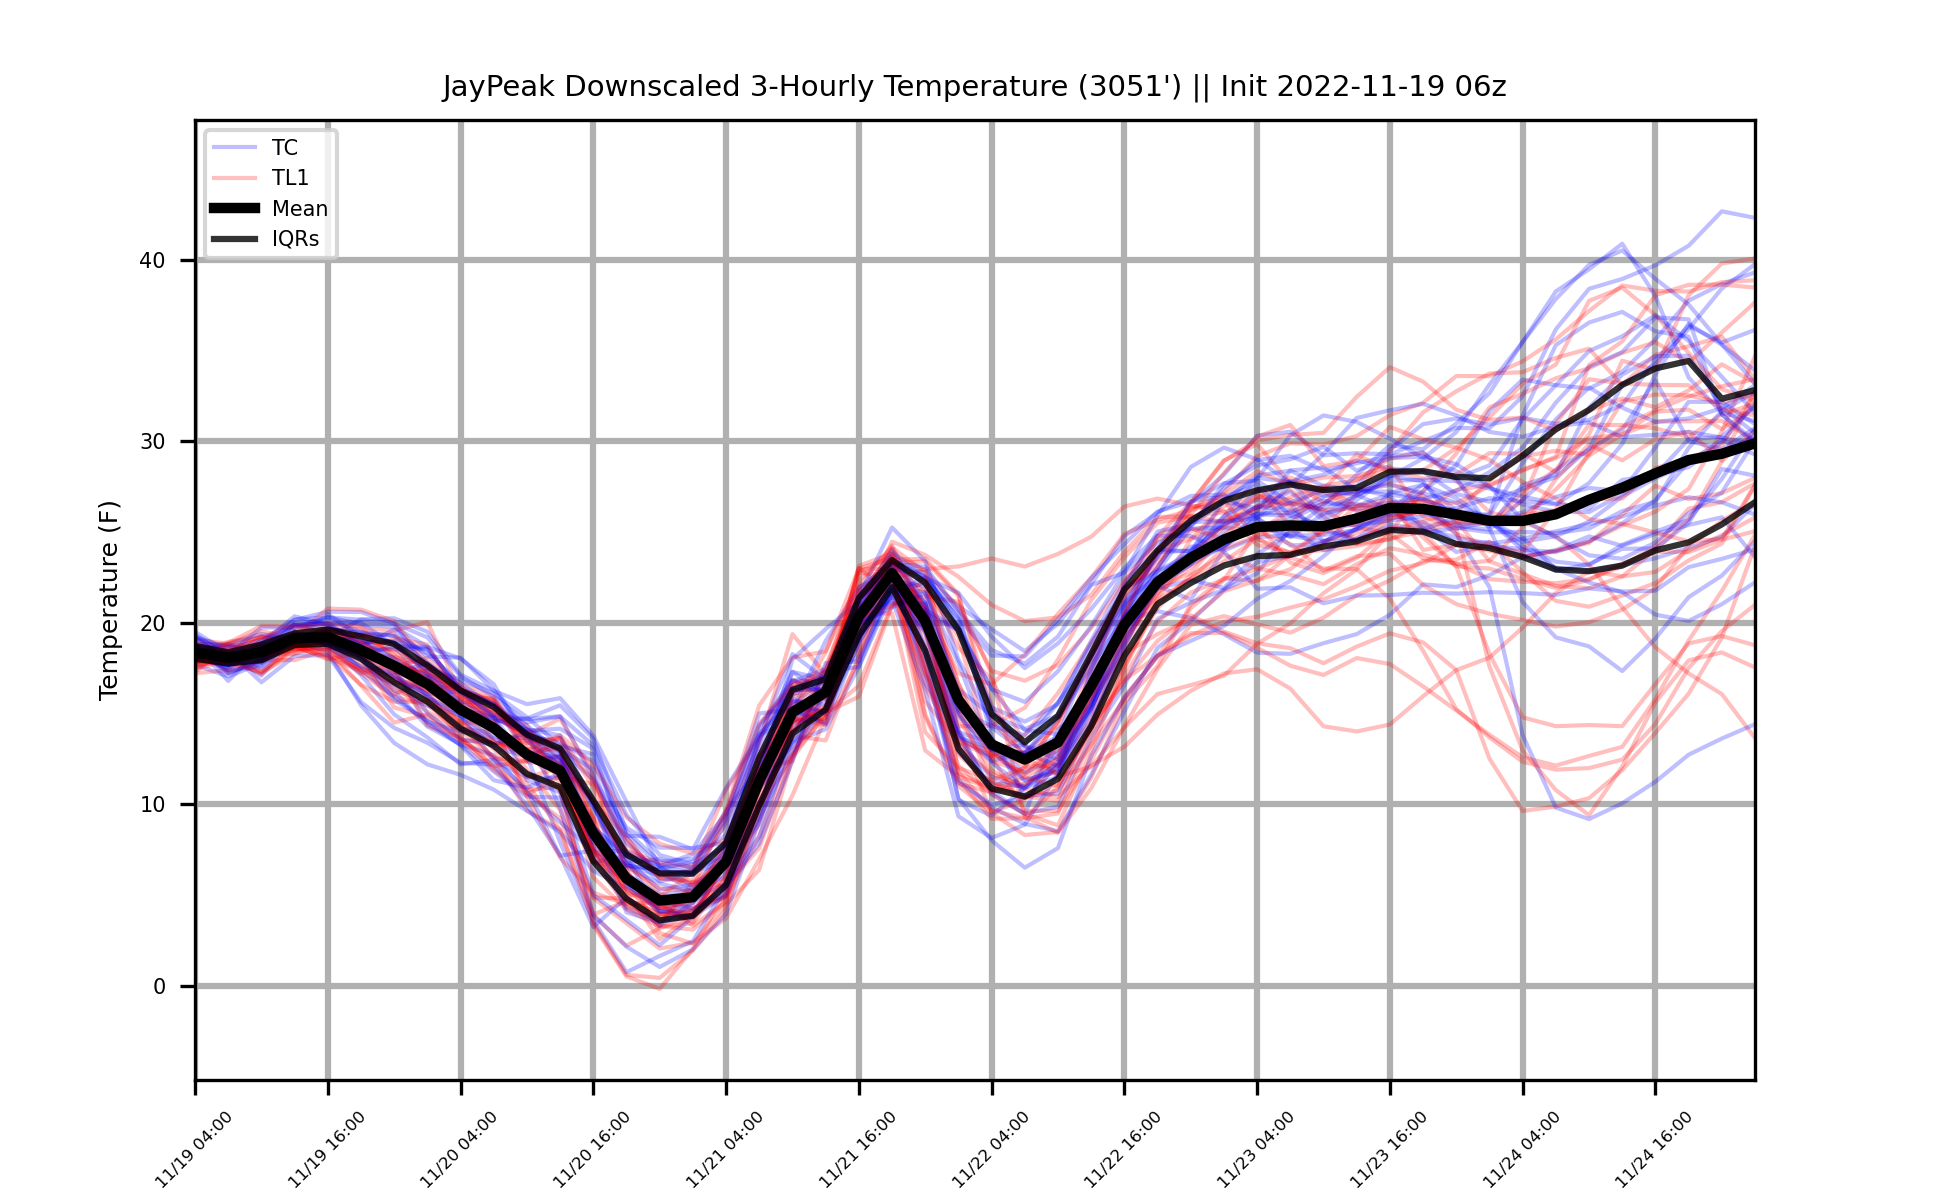 JayPeak Downscaled 3-Hourly Temperature (3051') || Init 2022-11-19 06z
TC
TL1
Mean
IQRs
Temperature (F)
40
30
20
10
0
11/19 04:00
11/19 16:00
11/20 04:00
11/20 16:00
11/21 04:00
11/21 16:00
11/22 04:00
11/22 16:00
11/23 04:00
11/23 16:00
11/24 04:00
11/24 16:00